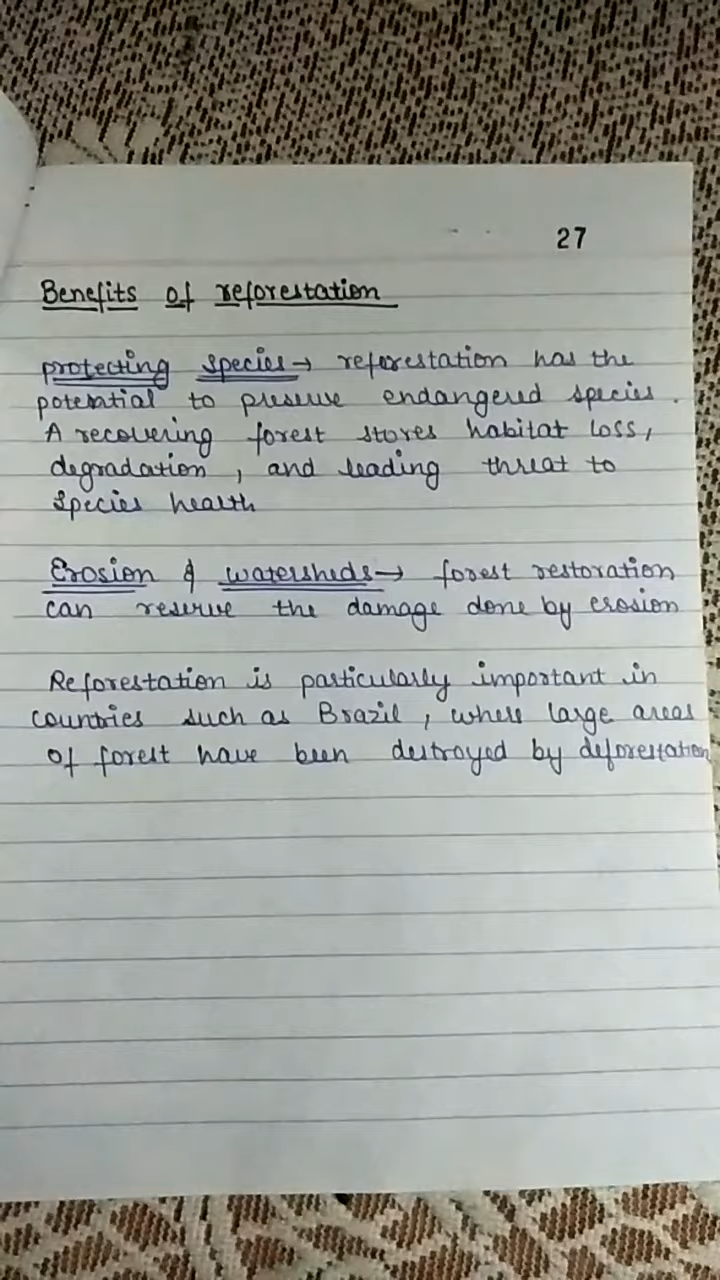 27
Benefits of reforestation
protecting species → reforestation has the
potential to preserve endangered species.
A recovering forest stores habitat loss,
degradation, and leading threat to
species health
Erosion & watersheds → forest restoration
can reserve the damage done by erosion
Reforestation is particularly important in
countries such as Brazil, where large areas
of forest have been destroyed by deforestation